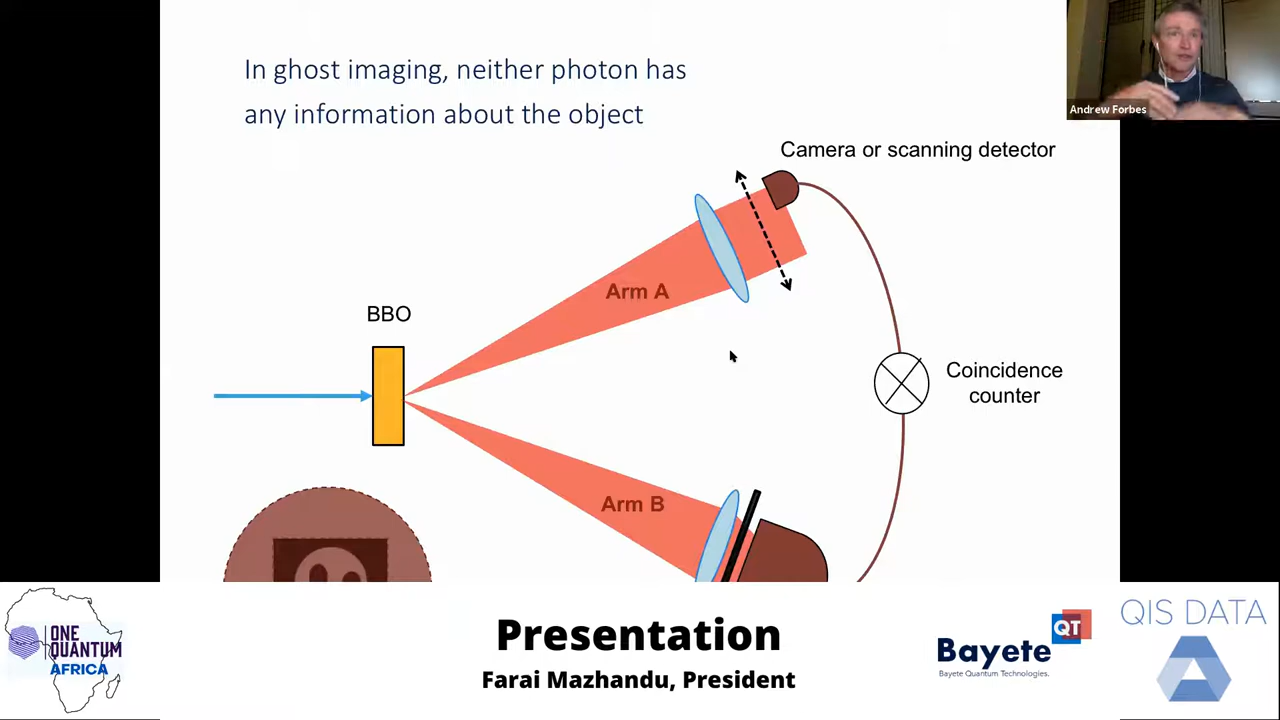 In ghost imaging, neither photon has
any information about the object
Andrew Forbes
Camera or scanning detector
Arm A
BBO
Coincidence
counter
Arm B
ONE
QUANTUM
AFRICA
Presentation
Farai Mazhandu, President
QT
Bayete
Bayete Quantum Technologies.
QIS DATA